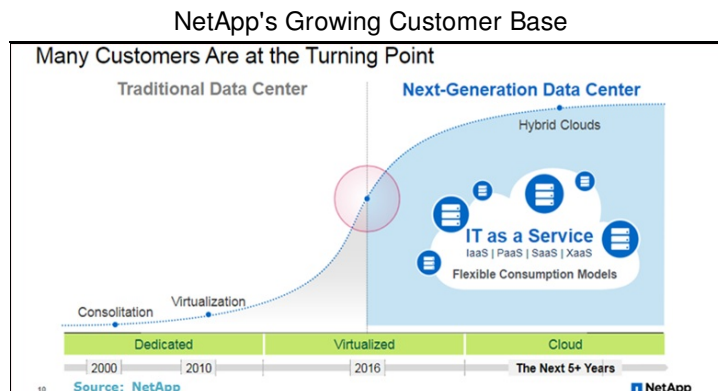 NetApp's Growing Customer Base
Many Customers Are at the Turning Point
Traditional Data Center
Next-Generation Data Center
Hybrid Clouds
IT as a Service
IaaS | PaaS | SaaS | XaaS
Flexible Consumption Models
Consolitation
Virtualization
Dedicated
Virtualized
Cloud
2000
2010
2016
The Next 5+ Years
10
Source: NetApp
NetApp